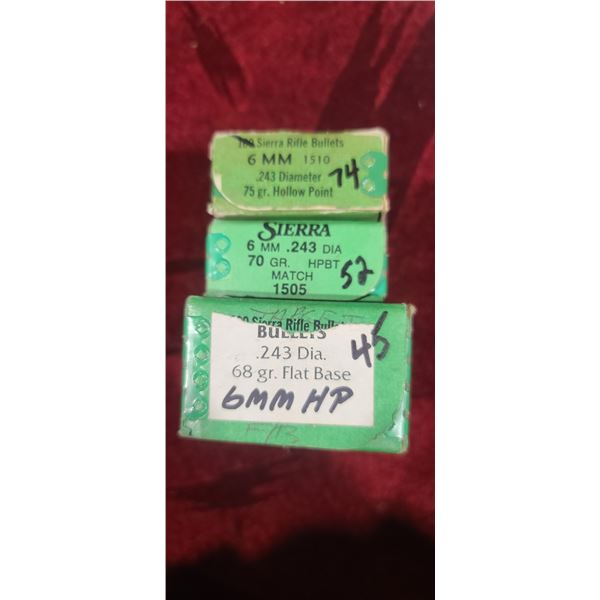 100 Sierra Rifle Bullets
6 MM 1510
.243 Diameter
75 gr. Hollow Point
74
SIERRA
6 MM .243 DIA
70 GR. HPBT
MATCH
1505
52
Sierra Rifle
BULLETS
.243 Dia.
68 gr. Flat Base
45
6MM HP